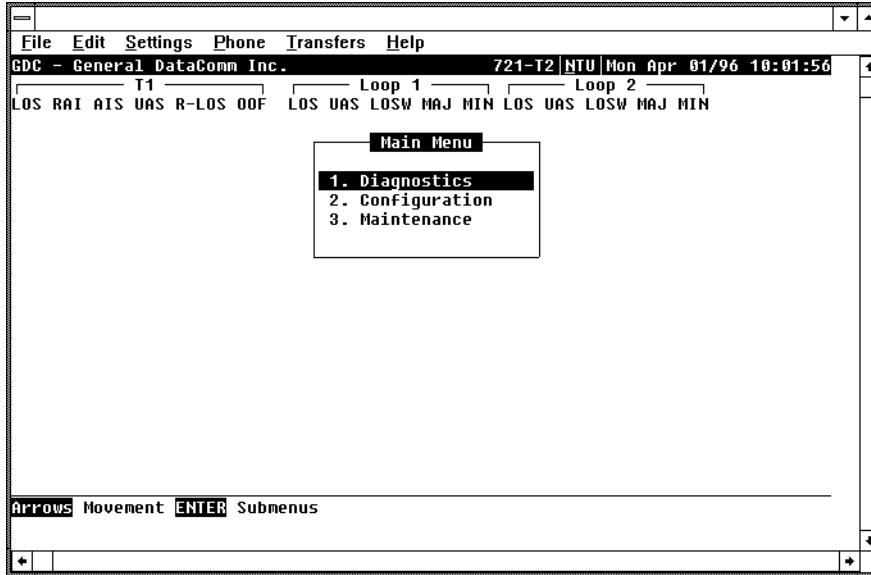 File Edit Settings Phone Transfers Help
GDC - General DataComm Inc. 721-T2 NTU Mon Apr 01/96 10:01:56
T1 Loop 1 Loop 2
LOS RAI AIS UAS R-LOS OOF LOS UAS LOSW MAJ MIN LOS UAS LOSW MAJ MIN
Main Menu
1. Diagnostics
2. Configuration
3. Maintenance
Arrows Movement ENTER Submenus